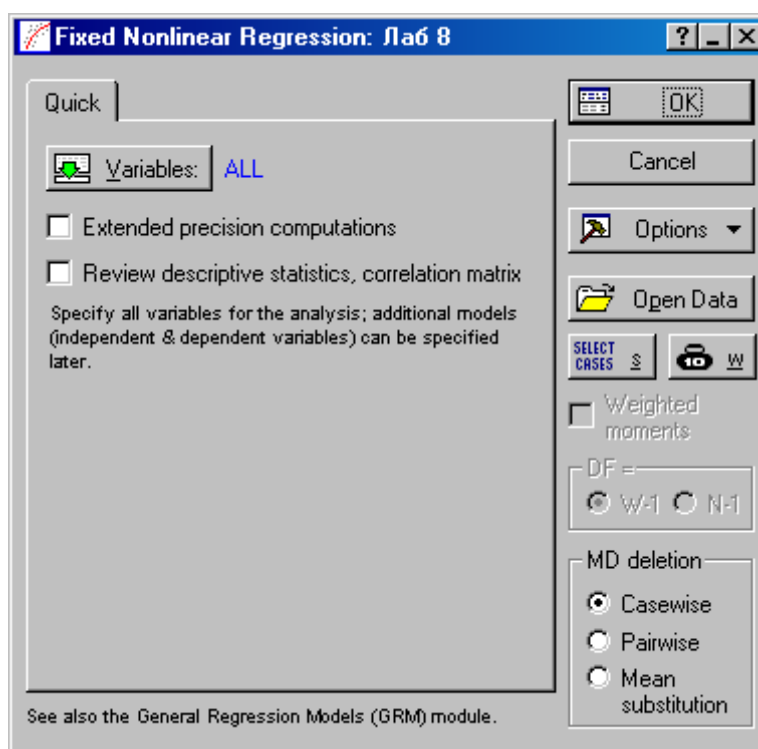 Fixed Nonlinear Regression: Лаб 8
Quick
Variables: ALL
Extended precision computations
Review descriptive statistics, correlation matrix
Specify all variables for the analysis; additional models
(independent & dependent variables) can be specified
later.
See also the General Regression Models (GRM) module.
OK
Cancel
Options
Open Data
SELECT
CASES S
10 W
Weighted
moments
DF =
W-1 N-1
MD deletion
Casewise
Pairwise
Mean
substitution